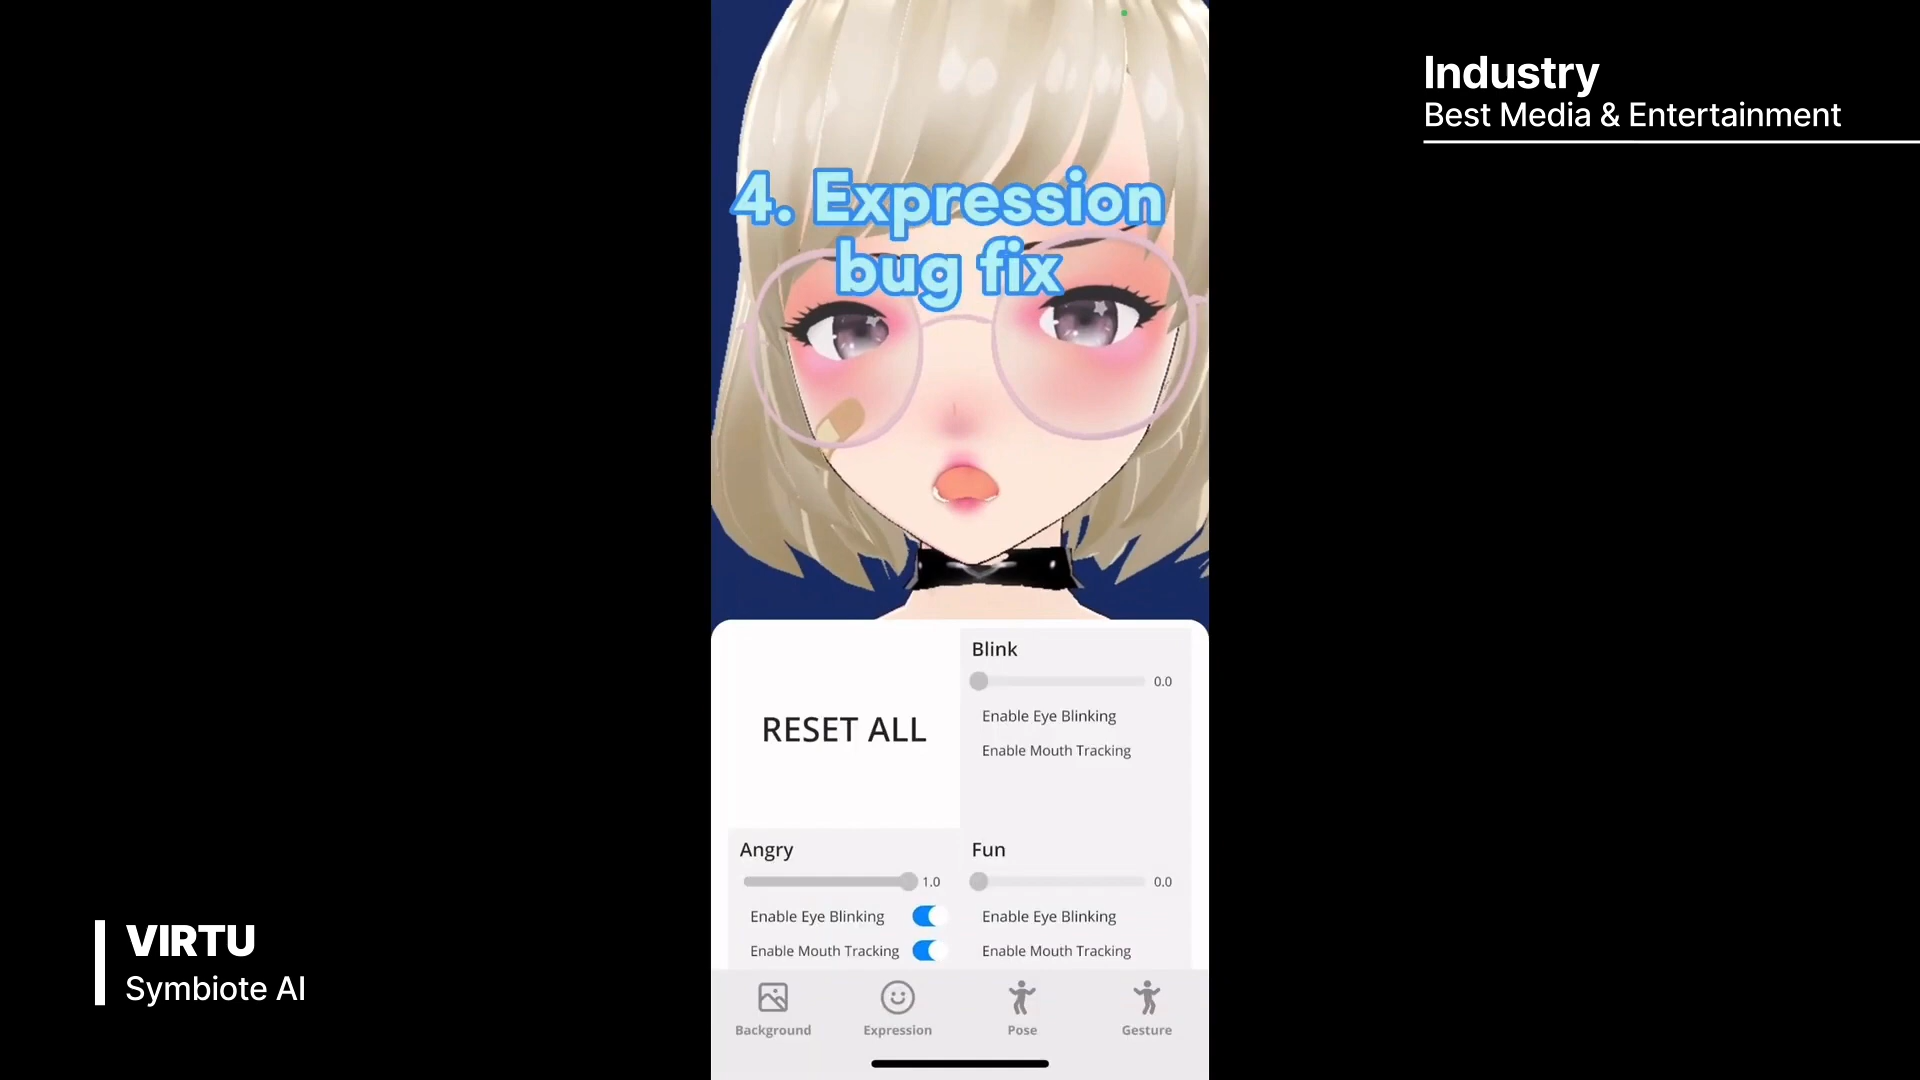 Industry
Best Media & Entertainment
4. Expression
bug fix
RESET ALL
Blink
0.0
Enable Eye Blinking
Enable Mouth Tracking
Angry
1.0
Enable Eye Blinking
Enable Mouth Tracking
Fun
0.0
Enable Eye Blinking
Enable Mouth Tracking
Background
Expression
Pose
Gesture
VIRTU
Symbiote AI